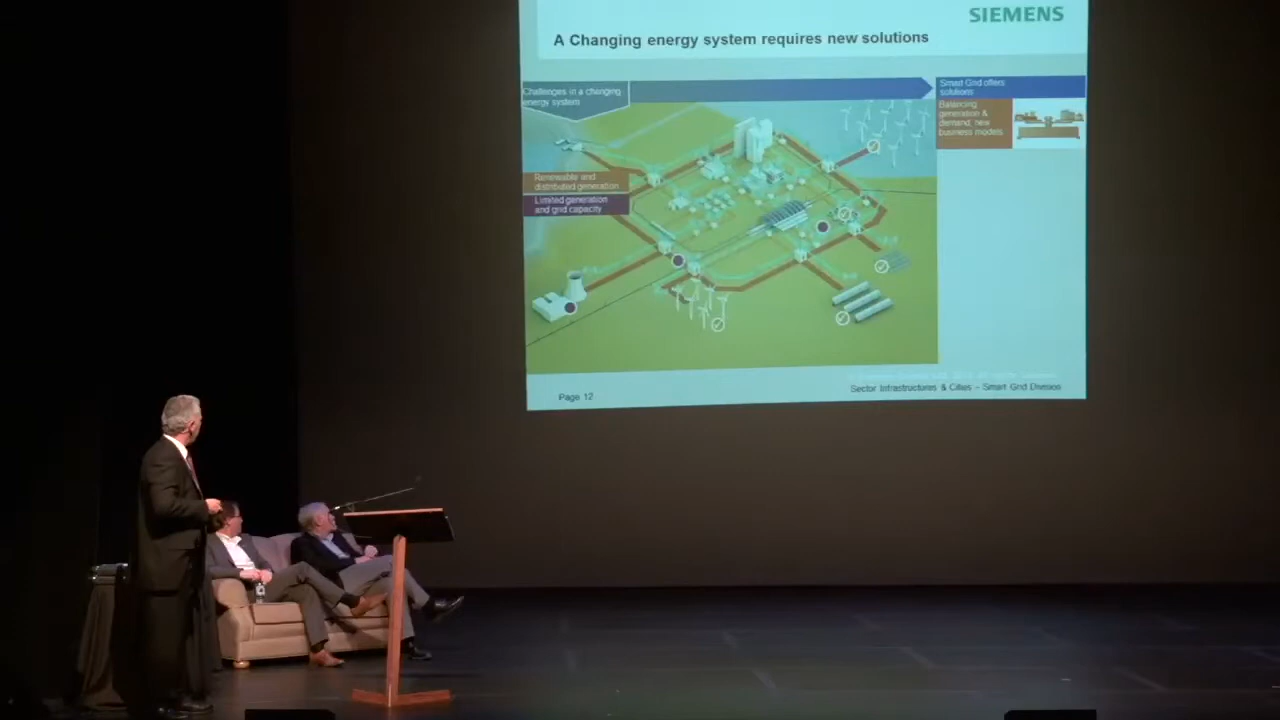 SIEMENS
A Changing energy system requires new solutions
Challenges in a changing
energy system
Smart Grid offers
solutions
Balancing
generation &
demand, new
business models
Renewable and
distributed generation
Limited generation
and grid capacity
Page 12
Sector Infrastructures & Cities – Smart Grid Division